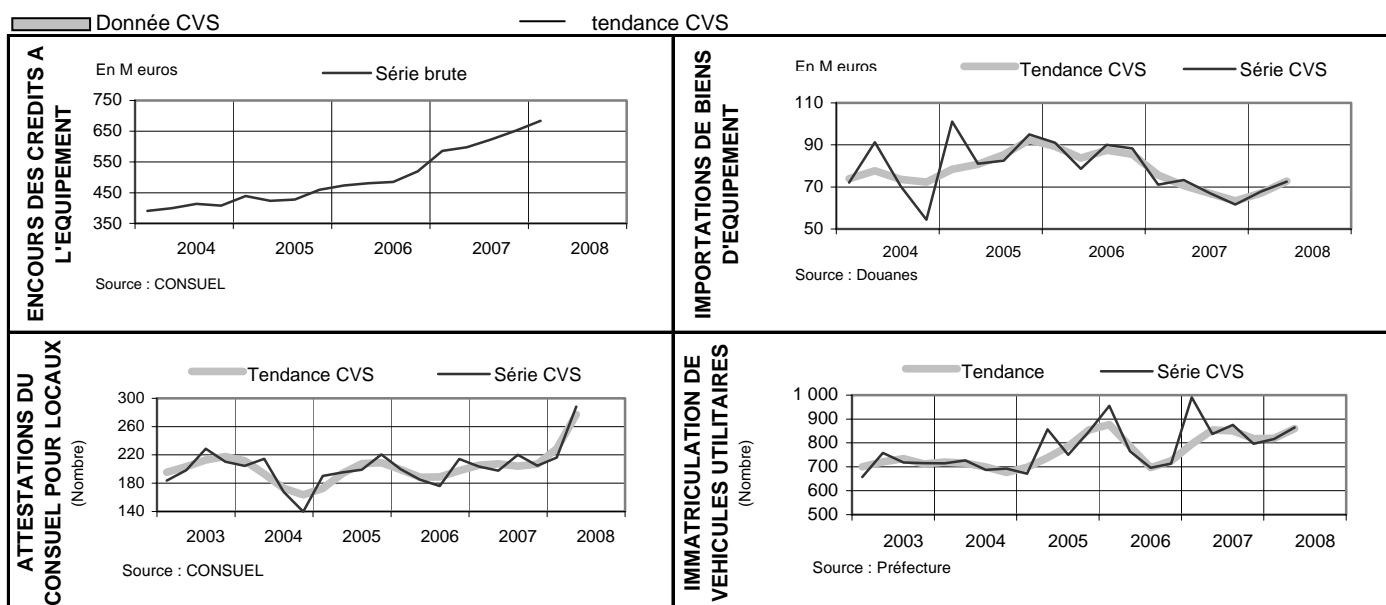 Donnée CVS
tendance CVS
ENCOURS DES CREDITS A
L'EQUIPEMENT
En M euros
Série brute
750
650
550
450
350
2004
2005
2006
2007
2008
Source : CONSUEL
IMPORTATIONS DE BIENS
D'EQUIPEMENT
En M euros
Tendance CVS
Série CVS
110
90
70
50
2004
2005
2006
2007
2008
Source : Douanes
ATTESTATIONS DU
CONSUEL POUR LOCAUX
(Nombre)
Tendance CVS
Série CVS
300
260
220
180
140
2003
2004
2005
2006
2007
2008
Source : CONSUEL
IMMATRICULATION DE
VEHICULES UTILITAIRES
(Nombre)
Tendance
Série CVS
1 000
900
800
700
600
500
2003
2004
2005
2006
2007
2008
Source : Préfecture